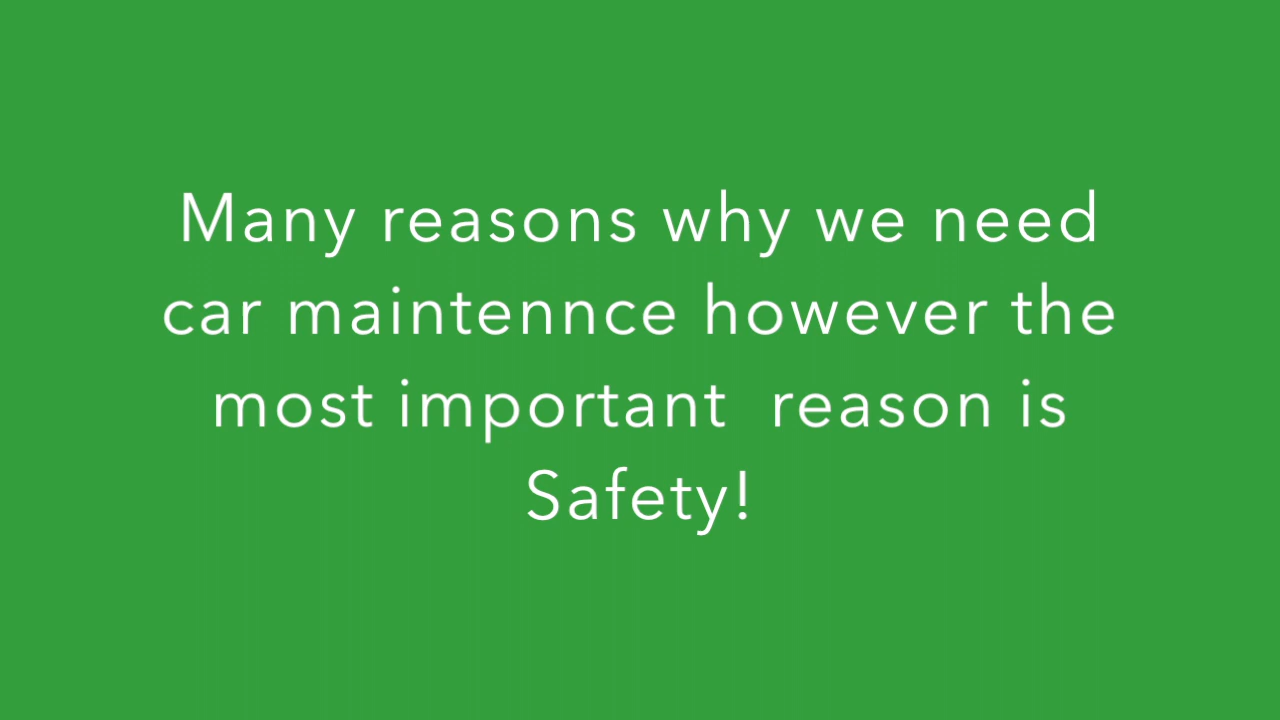 Many reasons why we need
car maintennce however the
most important  reason is
Safety!